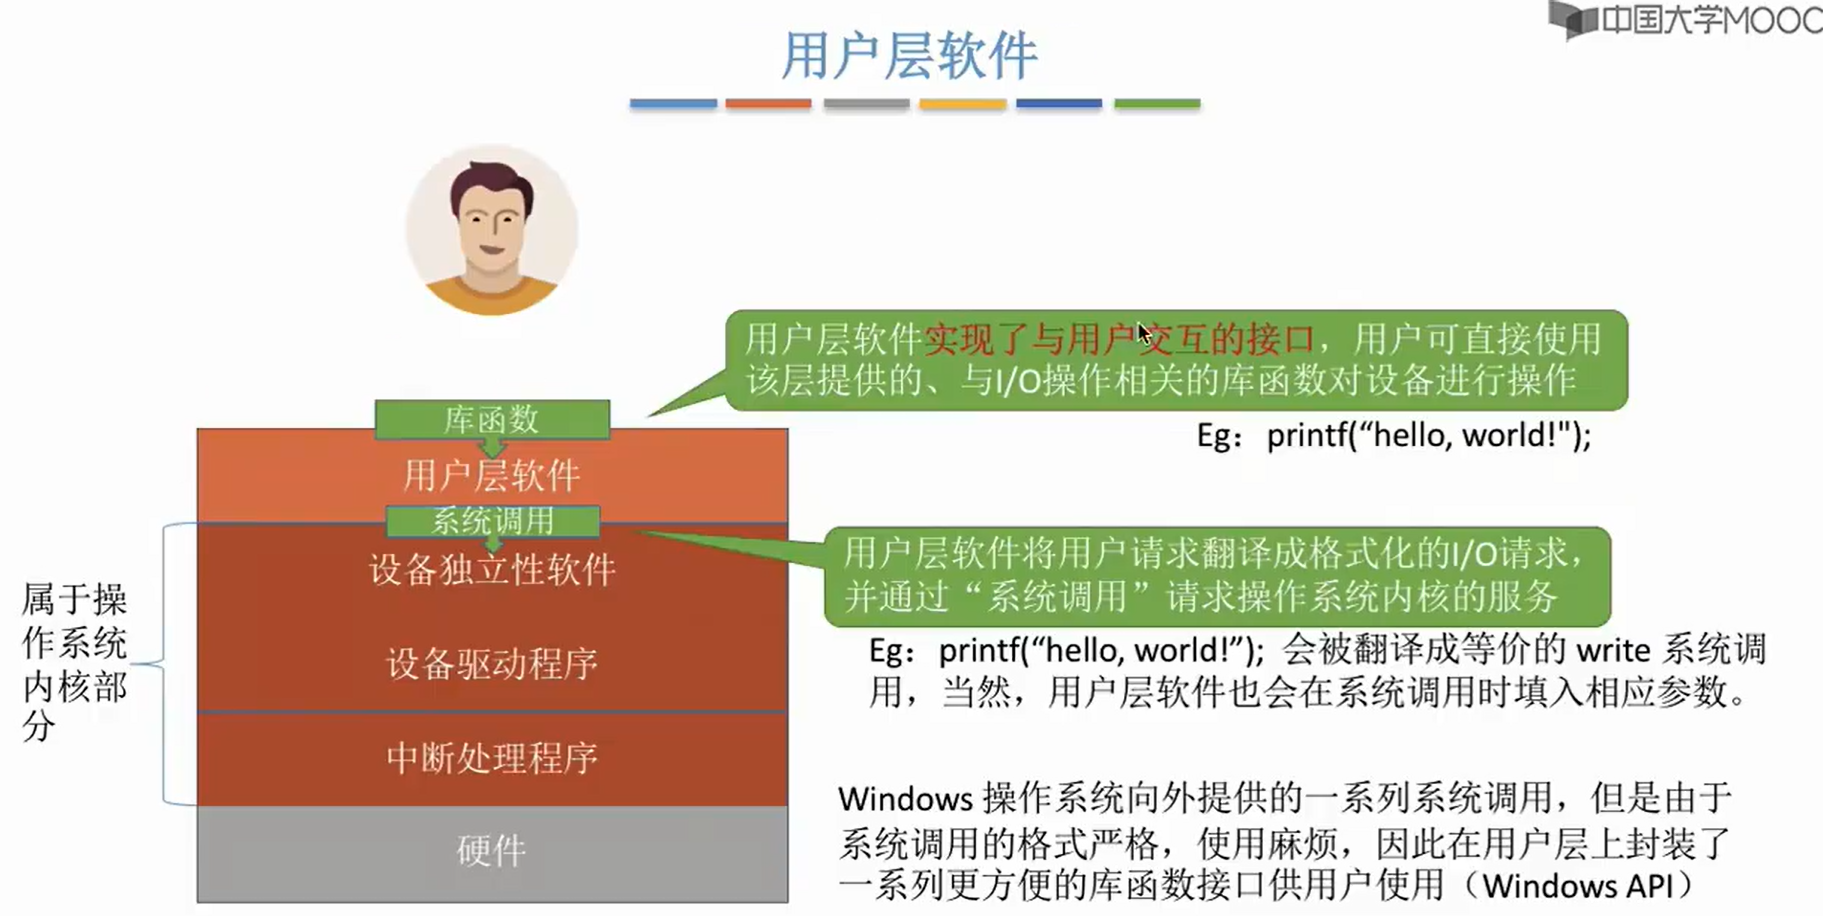 中国大学MOOC
用户层软件
用户层软件实现了与用户交互的接口，用户可直接使用
该层提供的、与I/O操作相关的库函数对设备进行操作
Eg：printf(“hello, world!");
库函数
用户层软件
系统调用
设备独立性软件
设备驱动程序
中断处理程序
硬件
属于操
作系统
内核部
分
用户层软件将用户请求翻译成格式化的I/O请求，
并通过“系统调用”请求操作系统内核的服务
Eg：printf(“hello, world!”); 会被翻译成等价的 write 系统调
用，当然，用户层软件也会在系统调用时填入相应参数。
Windows 操作系统向外提供的一系列系统调用，但是由于
系统调用的格式严格，使用麻烦，因此在用户层上封装了
一系列更方便的库函数接口供用户使用（Windows API）